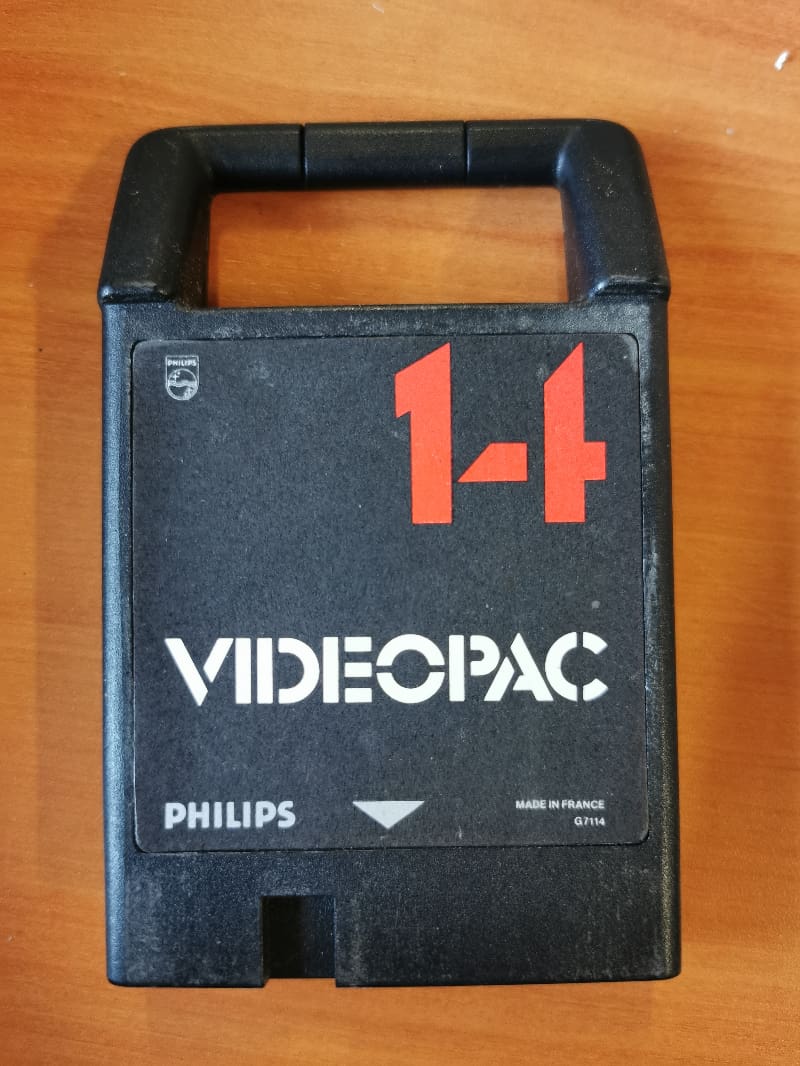 PHILIPS
14
VIDEOPAC
PHILIPS
MADE IN FRANCE
G7114